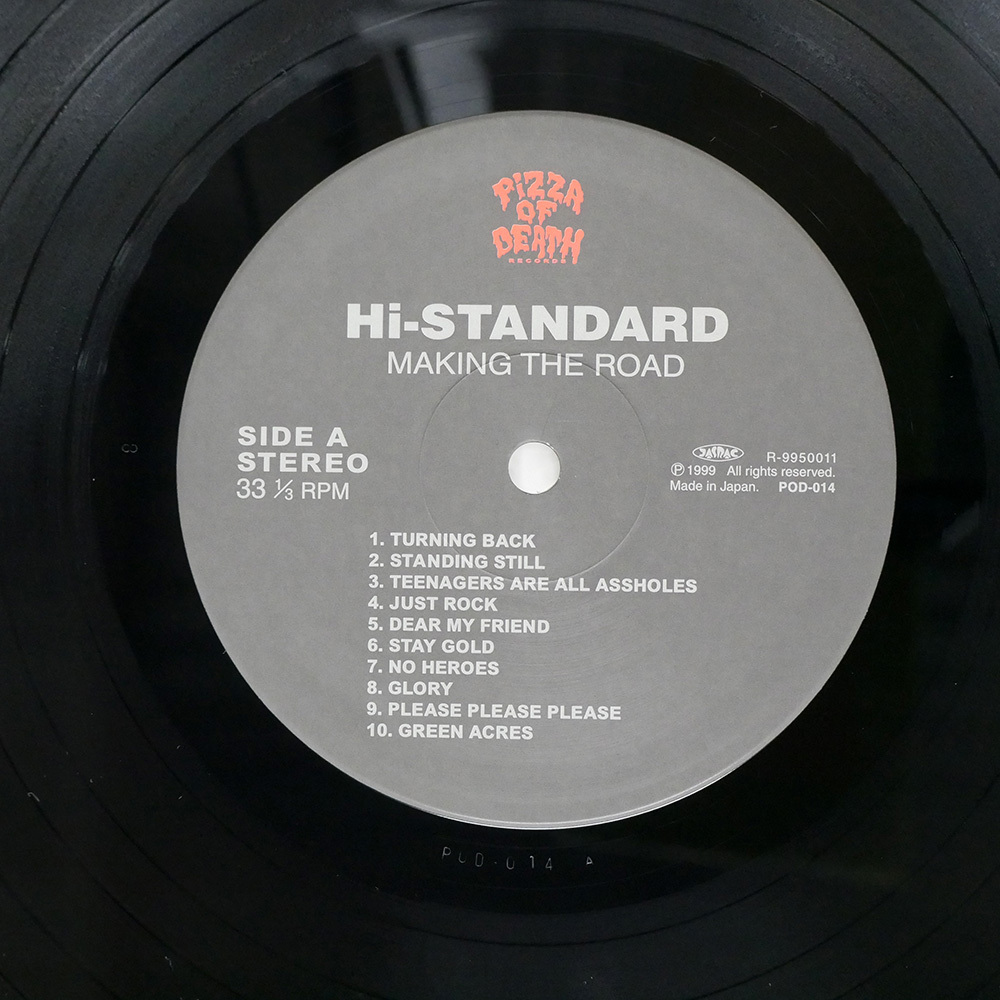 PiZZA
OF
DEATH
RECORDS
Hi-STANDARD
MAKING THE ROAD
SIDE A
STEREO
33 1/3 RPM
JASRAC R-9950011
℗ 1999 All rights reserved.
Made in Japan. POD-014
1. TURNING BACK
2. STANDING STILL
3. TEENAGERS ARE ALL ASSHOLES
4. JUST ROCK
5. DEAR MY FRIEND
6. STAY GOLD
7. NO HEROES
8. GLORY
9. PLEASE PLEASE PLEASE
10. GREEN ACRES
POD-014 A